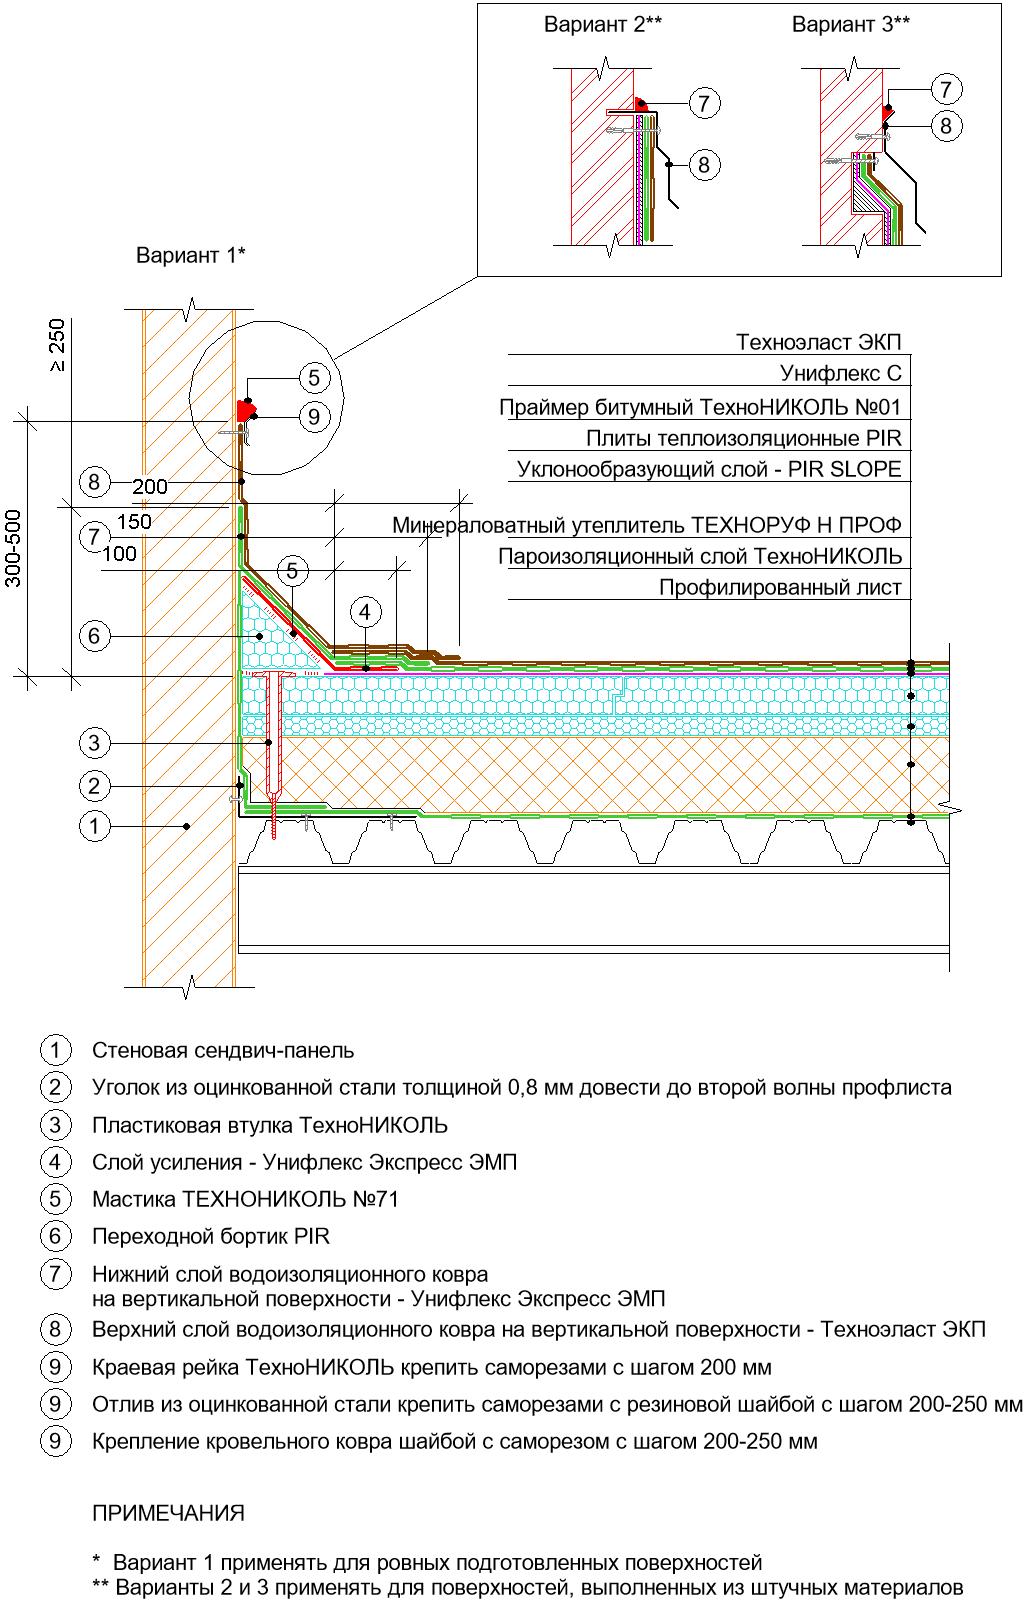 Вариант 2**
Вариант 3**
7
8
7
8
Вариант 1*
≥ 250
300-500
5
9
8
200
150
7
100
5
4
6
3
2
1
Техноэласт ЭКП
Унифлекс С
Праймер битумный ТехноНИКОЛЬ №01
Плиты теплоизоляционные PIR
Уклонообразующий слой - PIR SLOPE
Минераловатный утеплитель ТЕХНОРУФ Н ПРОФ
Пароизоляционный слой ТехноНИКОЛЬ
Профилированный лист
1 Стеновая сендвич-панель
2 Уголок из оцинкованной стали толщиной 0,8 мм довести до второй волны профлиста
3 Пластиковая втулка ТехноНИКОЛЬ
4 Слой усиления - Унифлекс Экспресс ЭМП
5 Мастика ТЕХНОНИКОЛЬ №71
6 Переходной бортик PIR
7 Нижний слой водоизоляционного ковра
на вертикальной поверхности - Унифлекс Экспресс ЭМП
8 Верхний слой водоизоляционного ковра на вертикальной поверхности - Техноэласт ЭКП
9 Краевая рейка ТехноНИКОЛЬ крепить саморезами с шагом 200 мм
9 Отлив из оцинкованной стали крепить саморезами с резиновой шайбой с шагом 200-250 мм
9 Крепление кровельного ковра шайбой с саморезом с шагом 200-250 мм
ПРИМЕЧАНИЯ
* Вариант 1 применять для ровных подготовленных поверхностей
** Варианты 2 и 3 применять для поверхностей, выполненных из штучных материалов